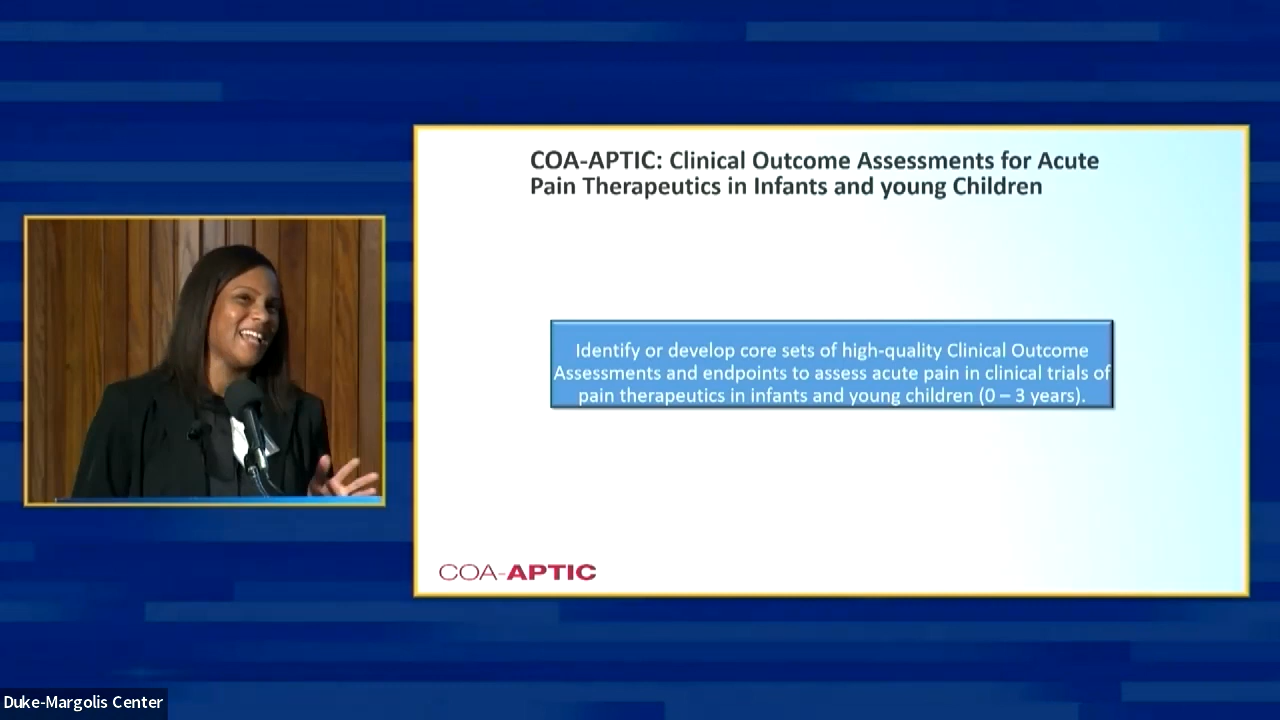 COA-APTIC: Clinical Outcome Assessments for Acute
Pain Therapeutics in Infants and young Children
Identify or develop core sets of high-quality Clinical Outcome
Assessments and endpoints to assess acute pain in clinical trials of
pain therapeutics in infants and young children (0 – 3 years).
COA-APTIC
Duke-Margolis Center